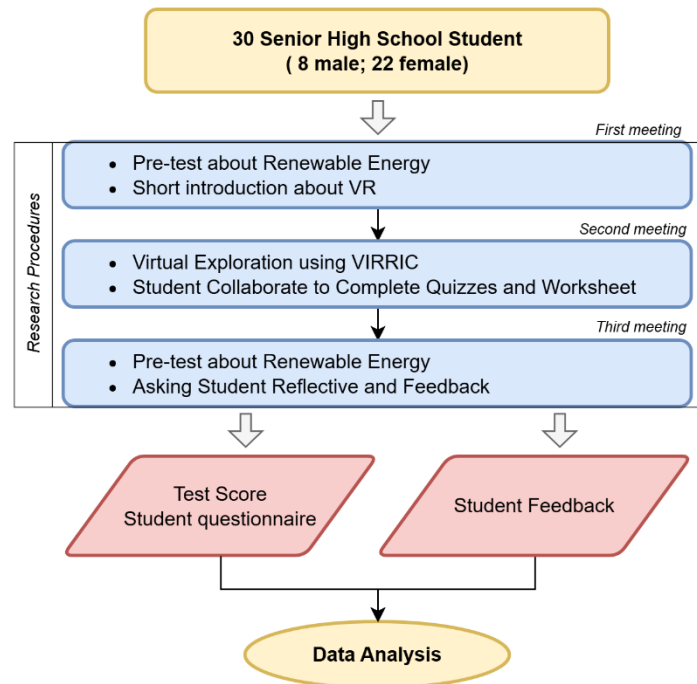 30 Senior High School Student
( 8 male; 22 female)
First meeting
Research Procedures
• Pre-test about Renewable Energy
• Short introduction about VR
Second meeting
• Virtual Exploration using VIRRIC
• Student Collaborate to Complete Quizzes and Worksheet
Third meeting
• Pre-test about Renewable Energy
• Asking Student Reflective and Feedback
Test Score
Student questionnaire
Student Feedback
Data Analysis